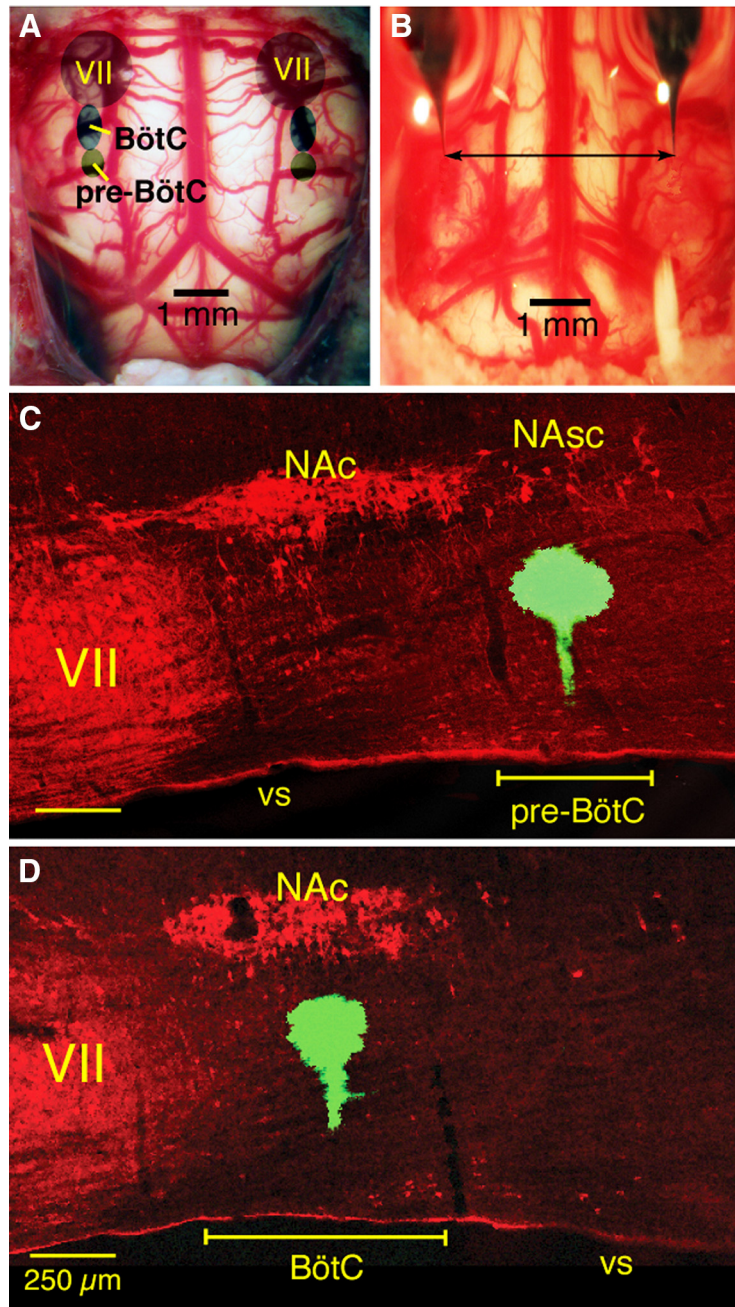 A
VII
VII
BötC
pre-BötC
1 mm
B
1 mm
C
NAc
NAsc
VII
vs
pre-BötC
D
NAc
VII
BötC
vs
250 µm